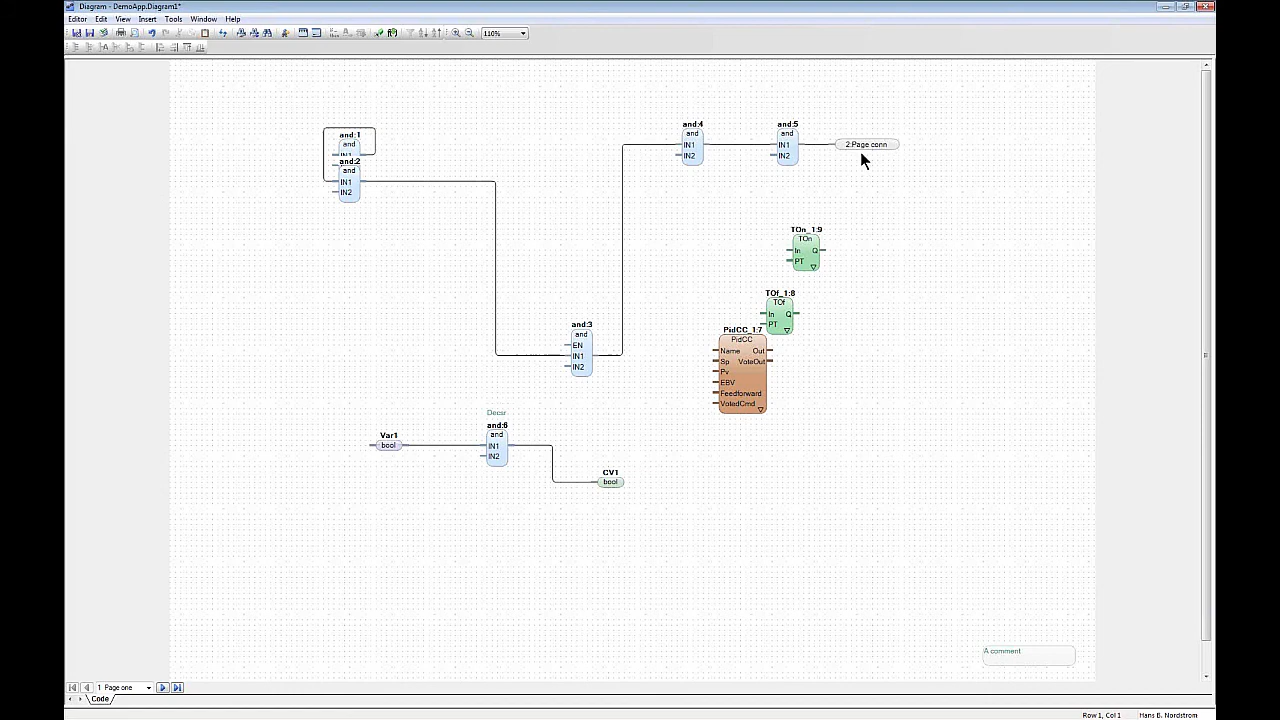 Diagram - DemoApp.Diagram1*
Editor Edit View Insert Tools Window Help
110%
and:1
and
and:2
and
IN1
IN2
and:4
and
IN1
IN2
and:5
and
IN1
IN2
2:Page conn
TOn_1:9
TOn
In Q
PT
TOf_1:8
TOf
In Q
PT
and:3
and
EN
IN1
IN2
PidCC_1:7
PidCC
Name Out
Sp VoteOut
Pv
EBV
Feedforward
VotedCmd
Decsr
and:6
and
IN1
IN2
Var1
bool
CV1
bool
A comment
1 Page one
Code
Row 1, Col 1 Hans B. Nordstrom